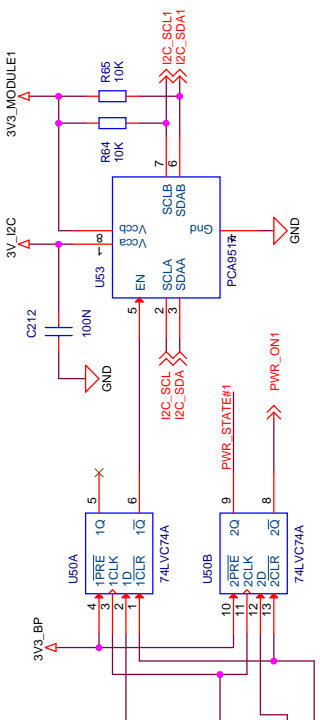 3V3_MODULE1
R65
10K
R64
10K
I2C_SCL1
I2C_SDA1
3V_I2C
7
6
8
1
Vccb
Vcca
SCLB
SDAB
Gnd
4
GND
U53
EN
SCLA
SDAA
PCA9517
5
2
3
C212
100N
GND
I2C_SCL
I2C_SDA
PWR_STATE#1
PWR_ON1
5
6
9
8
U50A
1PRE
1CLK
1D
1CLR
1Q
1Q
74LVC74A
U50B
2PRE
2CLK
2D
2CLR
2Q
2Q
74LVC74A
4
3
2
1
10
11
12
13
3V3_BP